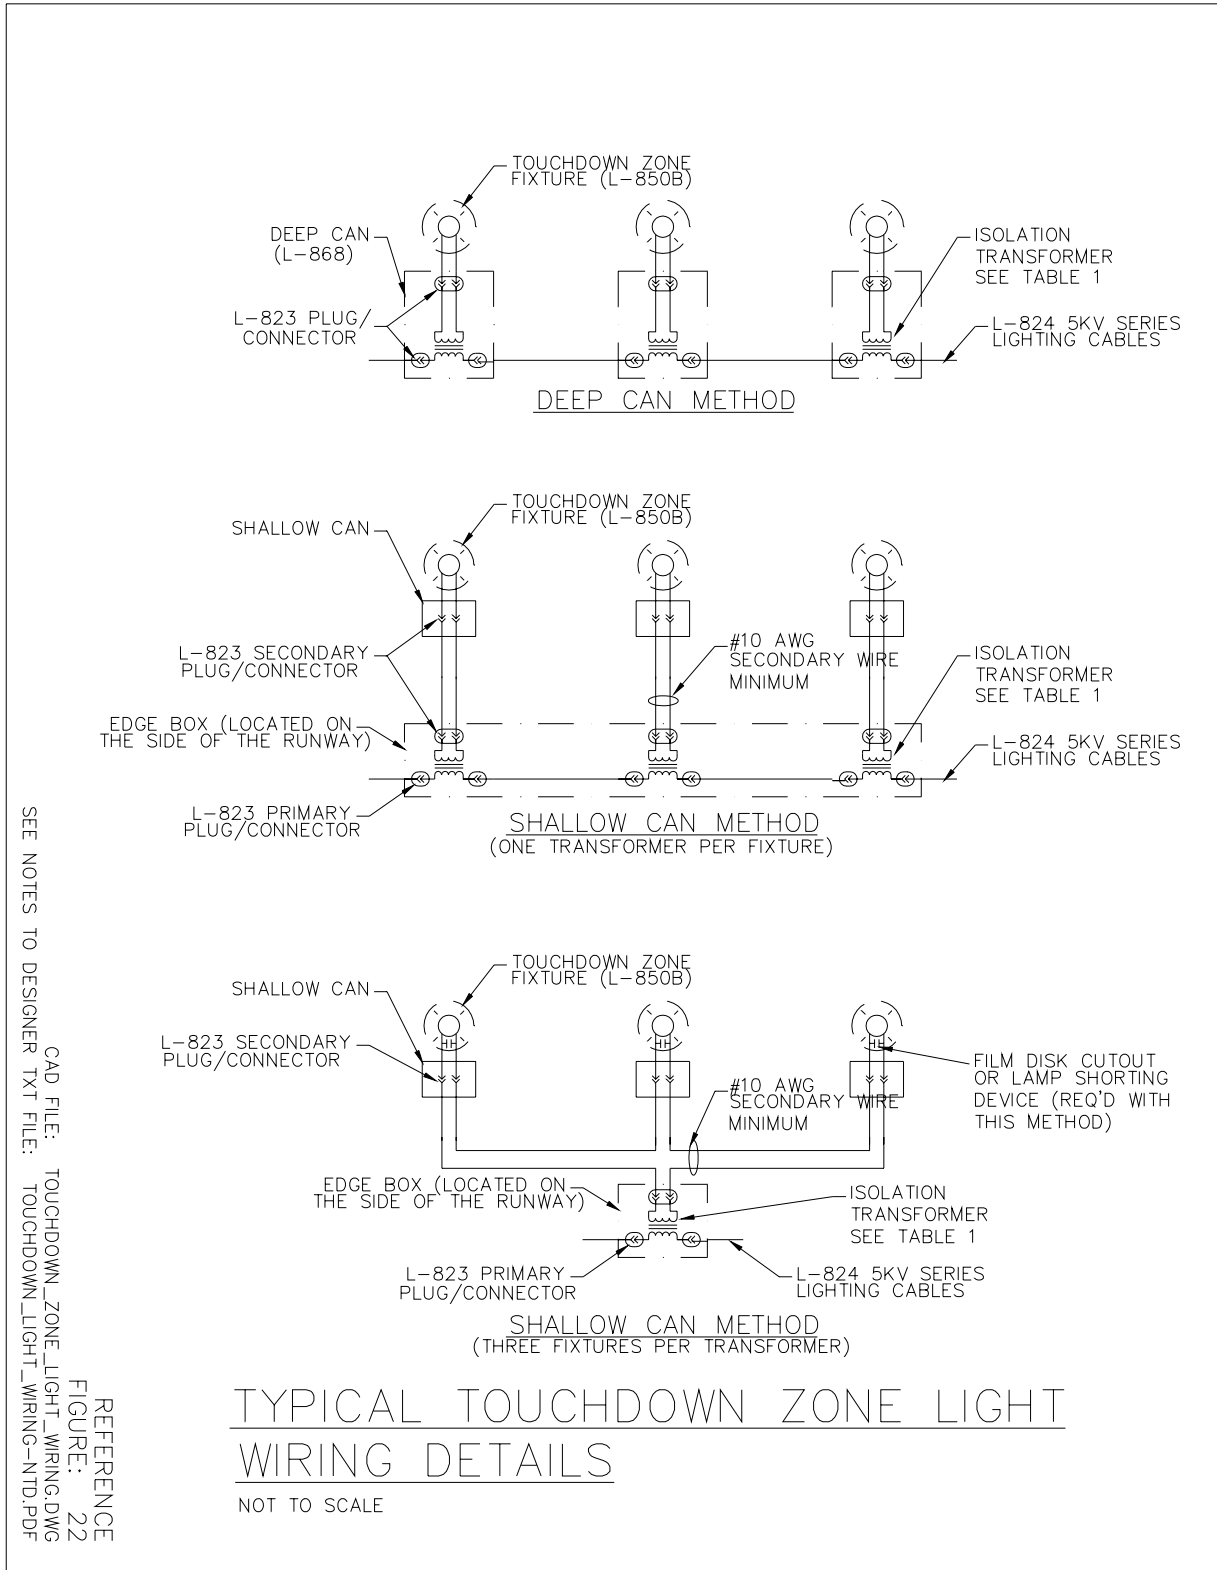 TOUCHDOWN ZONE
FIXTURE (L-850B)
DEEP CAN
(L-868)
ISOLATION
TRANSFORMER
SEE TABLE 1
L-823 PLUG/
CONNECTOR
L-824 5KV SERIES
LIGHTING CABLES
DEEP CAN METHOD
TOUCHDOWN ZONE
FIXTURE (L-850B)
SHALLOW CAN
L-823 SECONDARY
PLUG/CONNECTOR
#10 AWG
SECONDARY WIRE
MINIMUM
ISOLATION
TRANSFORMER
SEE TABLE 1
EDGE BOX (LOCATED ON
THE SIDE OF THE RUNWAY)
L-824 5KV SERIES
LIGHTING CABLES
L-823 PRIMARY
PLUG/CONNECTOR
SHALLOW CAN METHOD
(ONE TRANSFORMER PER FIXTURE)
TOUCHDOWN ZONE
FIXTURE (L-850B)
SHALLOW CAN
L-823 SECONDARY
PLUG/CONNECTOR
FILM DISK CUTOUT
OR LAMP SHORTING
DEVICE (REQ'D WITH
THIS METHOD)
#10 AWG
SECONDARY WIRE
MINIMUM
EDGE BOX (LOCATED ON
THE SIDE OF THE RUNWAY)
ISOLATION
TRANSFORMER
SEE TABLE 1
L-823 PRIMARY
PLUG/CONNECTOR
L-824 5KV SERIES
LIGHTING CABLES
SHALLOW CAN METHOD
(THREE FIXTURES PER TRANSFORMER)
TYPICAL TOUCHDOWN ZONE LIGHT
WIRING DETAILS
NOT TO SCALE
REFERENCE
FIGURE: 22
CAD FILE: TOUCHDOWN_ZONE_LIGHT_WIRING.DWG
SEE NOTES TO DESIGNER TXT FILE: TOUCHDOWN_LIGHT_WIRING-NTD.PDF